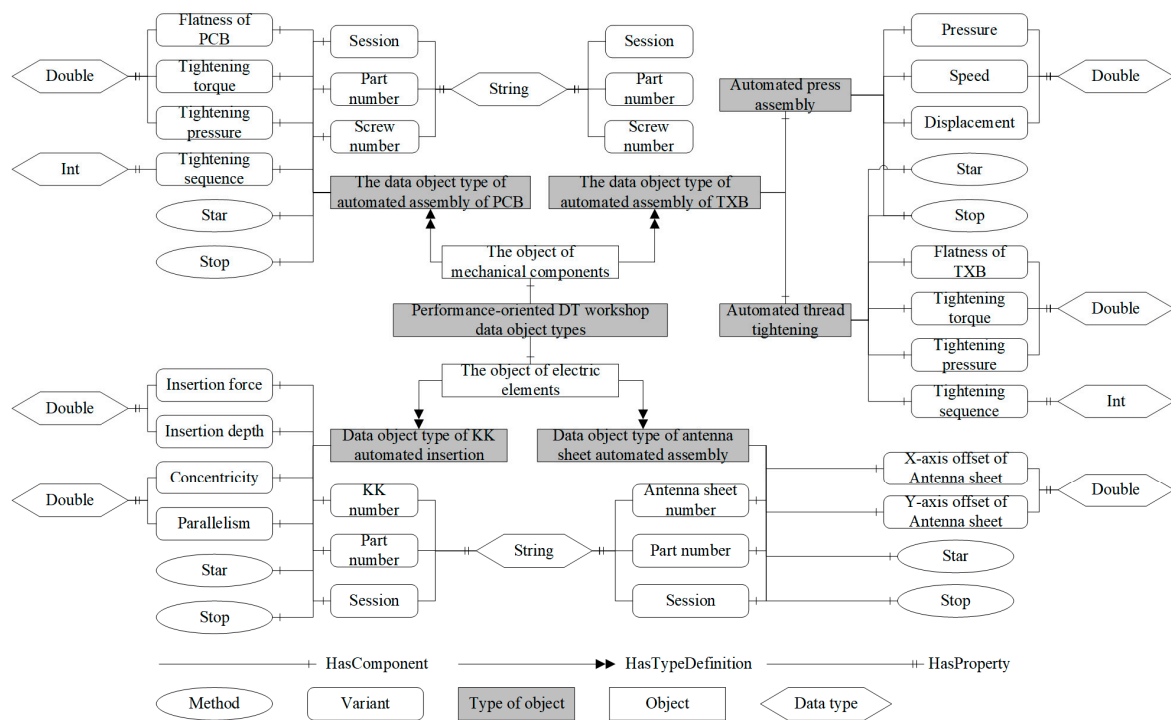 Flatness of
PCB
Double
Tightening
torque
Tightening
pressure
Int
Tightening
sequence
Star
Stop
Session
Part
number
Screw
number
String
Session
Part
number
Screw
number
The data object type of
automated assembly of PCB
The data object type of
automated assembly of TXB
The object of
mechanical components
Performance-oriented DT workshop
data object types
The object of electric
elements
Automated press
assembly
Automated thread
tightening
Pressure
Speed
Displacement
Double
Star
Stop
Flatness of
TXB
Tightening
torque
Tightening
pressure
Double
Tightening
sequence
Int
Insertion force
Double
Insertion depth
Concentricity
Double
Parallelism
Star
Stop
Data object type of KK
automated insertion
Data object type of antenna
sheet automated assembly
KK
number
Part
number
Session
String
Antenna sheet
number
Part number
Session
X-axis offset of
Antenna sheet
Y-axis offset of
Antenna sheet
Double
Star
Stop
HasComponent
HasTypeDefinition
HasProperty
Method
Variant
Type of object
Object
Data type